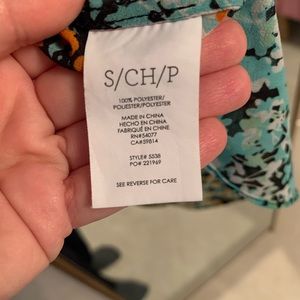 S/CH/P
100% POLYESTER/
POLIESTER/POLYESTER
MADE IN CHINA
HECHO EN CHINA
FABRIQUÉ EN CHINE
RN#54077
CA#59814
STYLE# 5538
PO# 221969
SEE REVERSE FOR CARE